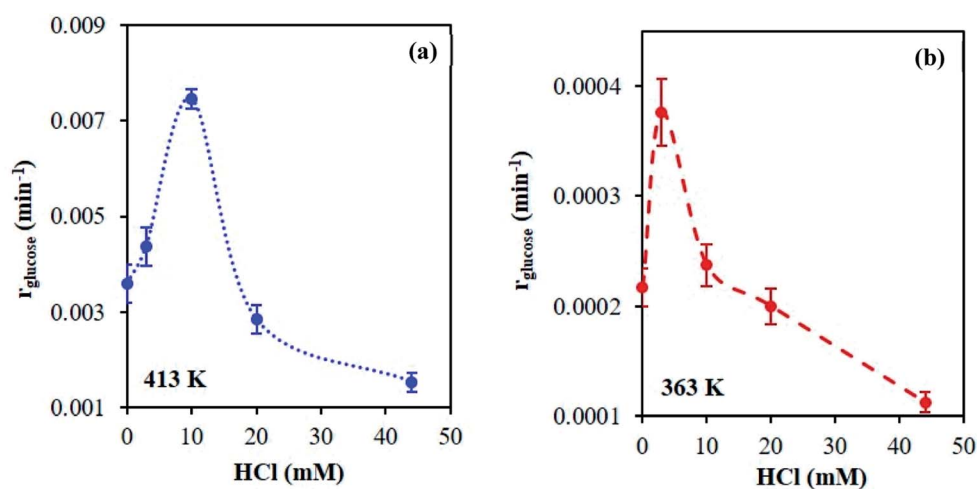 0.009
(a)
0.007
0.005
0.003
0.001
r_glucose (min⁻¹)
413 K
0 10 20 30 40 50
HCl (mM)
(b)
0.0004
0.0003
0.0002
0.0001
r_glucose (min⁻¹)
363 K
0 10 20 30 40 50
HCl (mM)